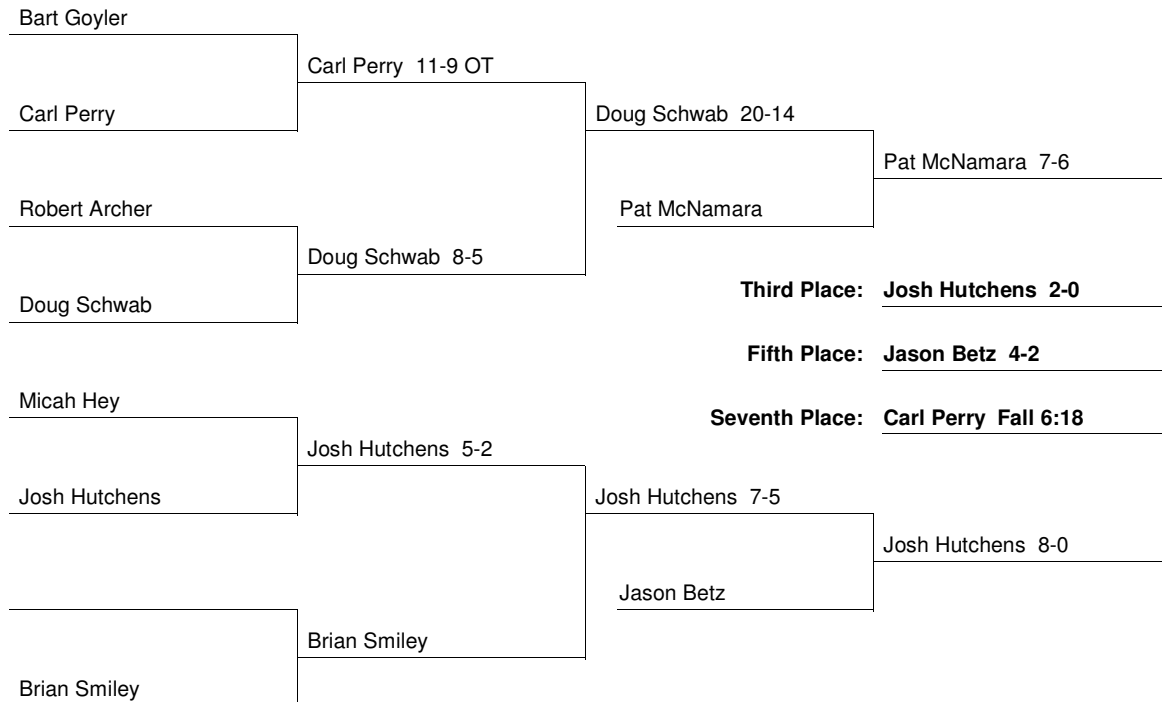 Bart Goyler
Carl Perry 11-9 OT
Carl Perry
Doug Schwab 20-14
Pat McNamara 7-6
Robert Archer
Pat McNamara
Doug Schwab 8-5
Doug Schwab
Third Place: Josh Hutchens 2-0
Fifth Place: Jason Betz 4-2
Micah Hey
Seventh Place: Carl Perry Fall 6:18
Josh Hutchens 5-2
Josh Hutchens
Josh Hutchens 7-5
Josh Hutchens 8-0
Jason Betz
Brian Smiley
Brian Smiley